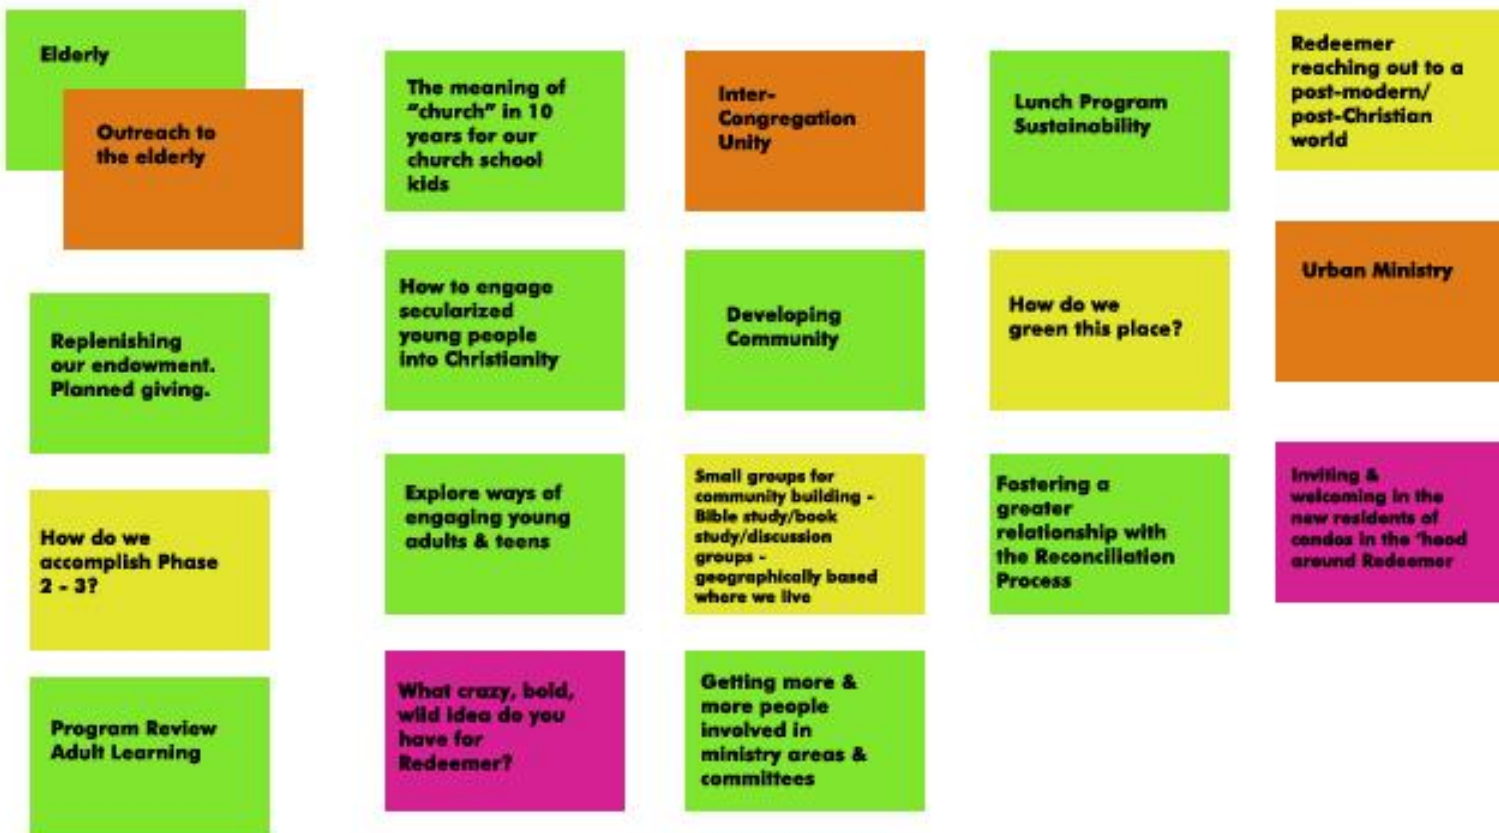 Elderly
Outreach to
the elderly
Replenishing
our endowment.
Planned giving.
How do we
accomplish Phase
2 - 3?
Program Review
Adult Learning
The meaning of
"church" in 10
years for our
church school
kids
How to engage
secularized
young people
into Christianity
Explore ways of
engaging young
adults & teens
What crazy, bold,
wild idea do you
have for
Redeemer?
Inter-
Congregation
Unity
Developing
Community
Small groups for
community building -
Bible study/book
study/discussion
groups -
geographically based
where we live
Getting more &
more people
involved in
ministry areas &
committees
Lunch Program
Sustainability
How do we
green this place?
Fostering a
greater
relationship with
the Reconciliation
Process
Redeemer
reaching out to a
post-modern/
post-Christian
world
Urban Ministry
Inviting &
welcoming in the
new residents of
condos in the 'hood
around Redeemer